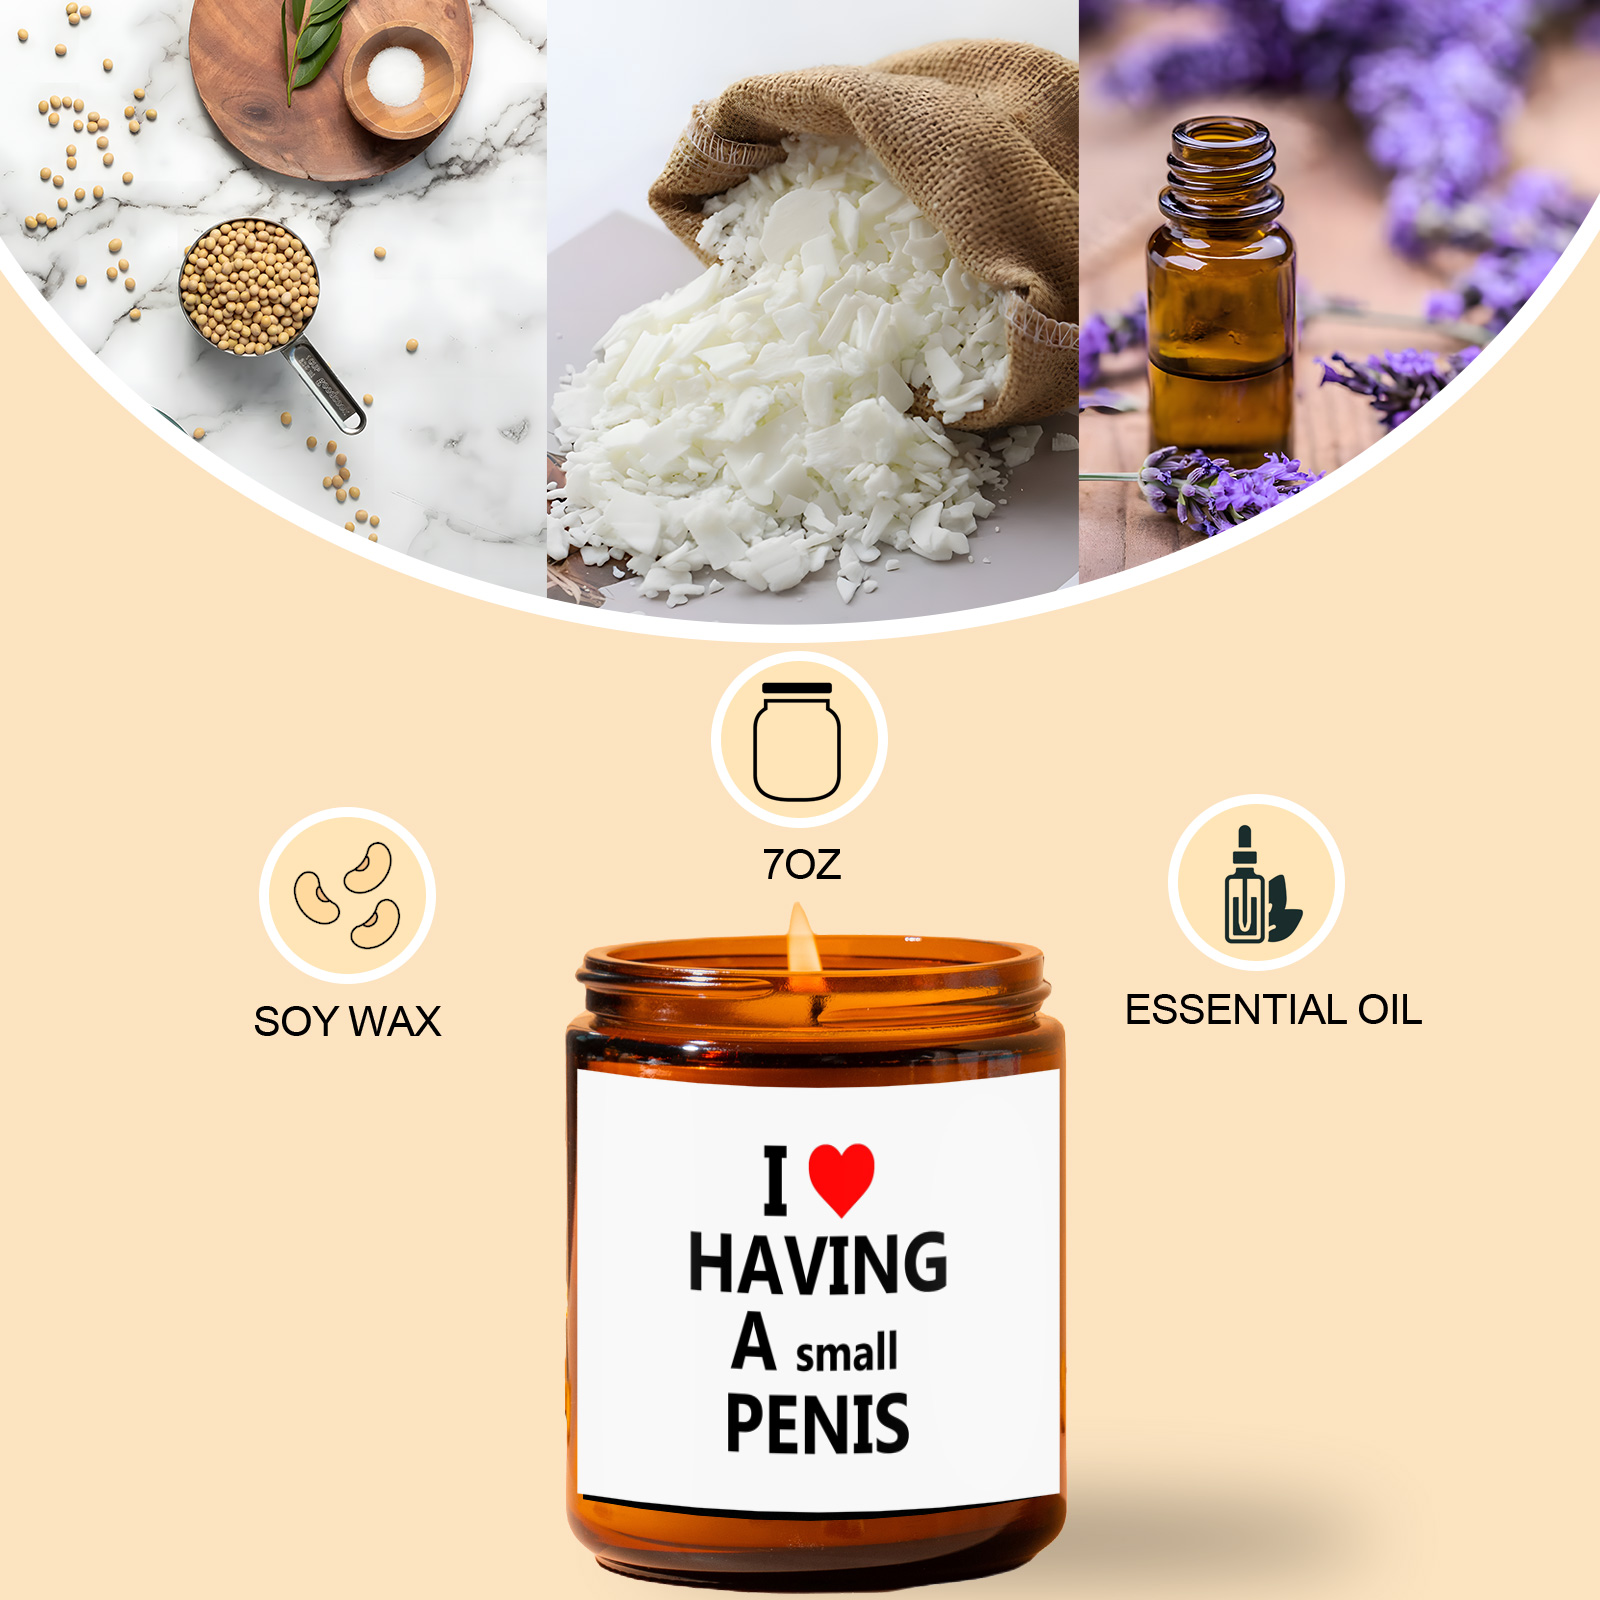 7OZ
SOY WAX
ESSENTIAL OIL
I ❤
HAVING
A small
PENIS